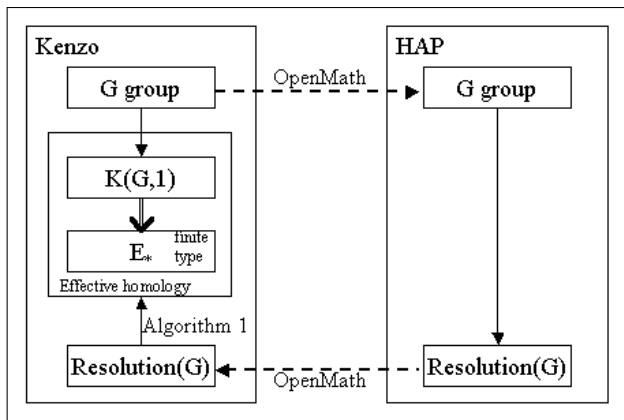 Kenzo
HAP
G group
OpenMath
G group
K(G,1)
E*
finite
type
Effective homology
Algorithm 1
Resolution(G)
OpenMath
Resolution(G)